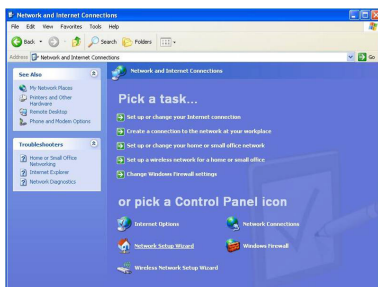 Network and Internet Connections
File Edit View Favorites Tools Help
Back Search Folders
Address Network and Internet Connections Go
See Also
My Network Places
Printers and Other
Hardware
Remote Desktop
Phone and Modem Options
Troubleshooters
Home or Small Office
Networking
Internet Explorer
Network Diagnostics
Network and Internet Connections
Pick a task...
Set up or change your Internet connection
Create a connection to the network at your workplace
Set up or change your home or small office network
Set up a wireless network for a home or small office
Change Windows Firewall settings
or pick a Control Panel icon
Internet Options Network Connections
Network Setup Wizard Windows Firewall
Wireless Network Setup Wizard